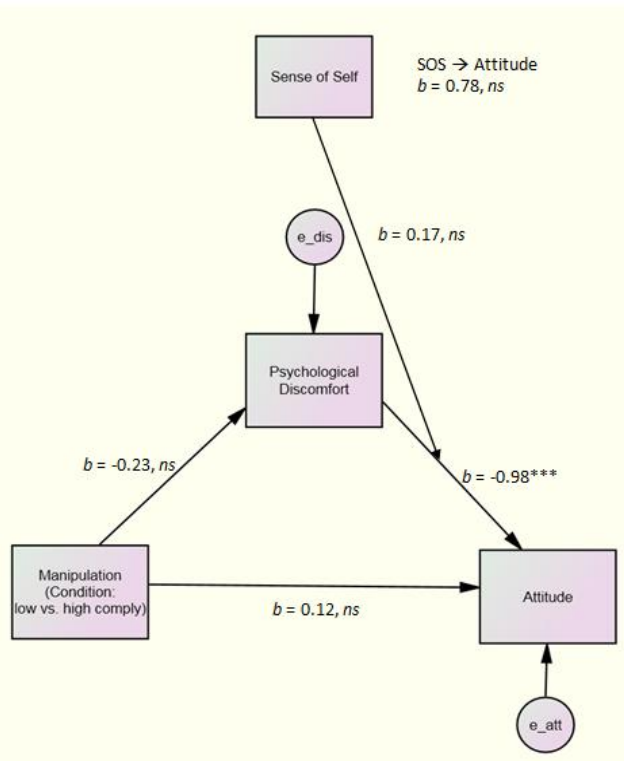 Sense of Self
SOS → Attitude
b = 0.78, ns
e_dis
b = 0.17, ns
Psychological
Discomfort
b = -0.23, ns
b = -0.98***
Manipulation
(Condition:
low vs. high comply)
Attitude
b = 0.12, ns
e_att